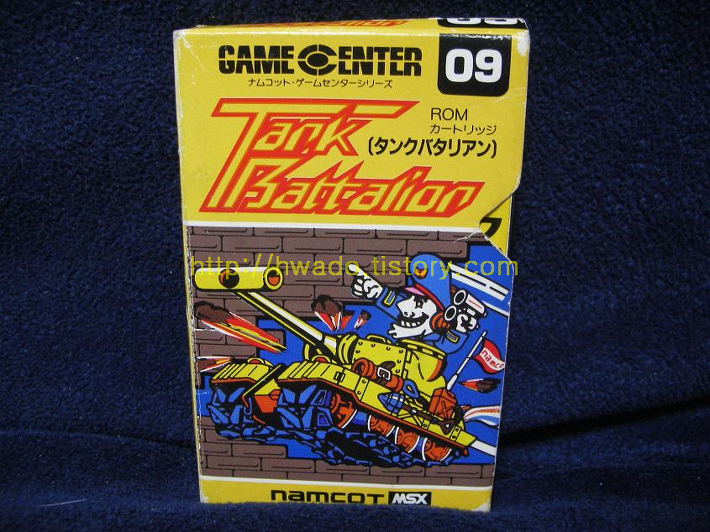 GAME CENTER
09
ナムコット・ゲームセンターシリーズ
ROM
カートリッジ
Tank
Battalion
(タンクバタリアン)
http://hwado.tistory.com
namco
namcot MSX